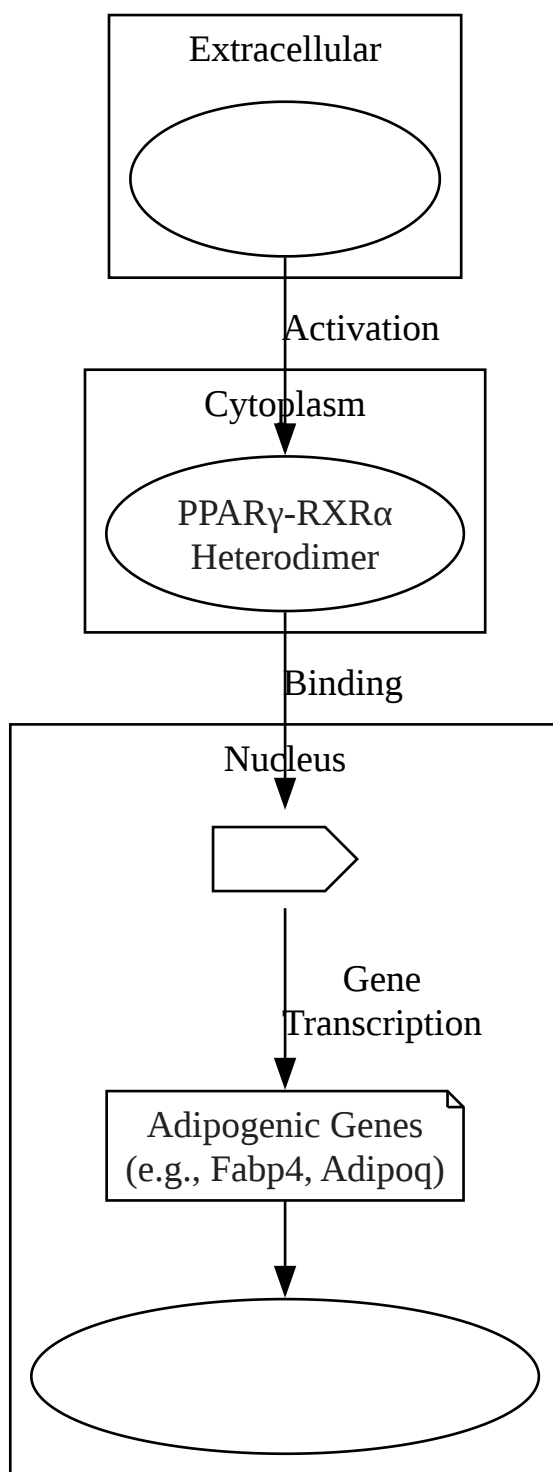 Extracellular
Activation
Cytoplasm
PPARγ-RXRα
Heterodimer
Binding
Nucleus
Gene
Transcription
Adipogenic Genes
(e.g., Fabp4, Adipoq)